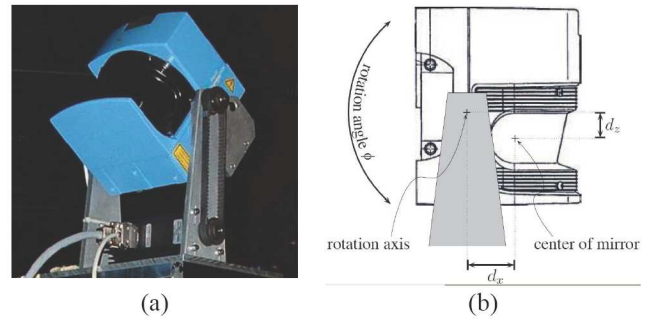 rotation angle ϕ
d_z
rotation axis
center of mirror
d_x
(a)
(b)